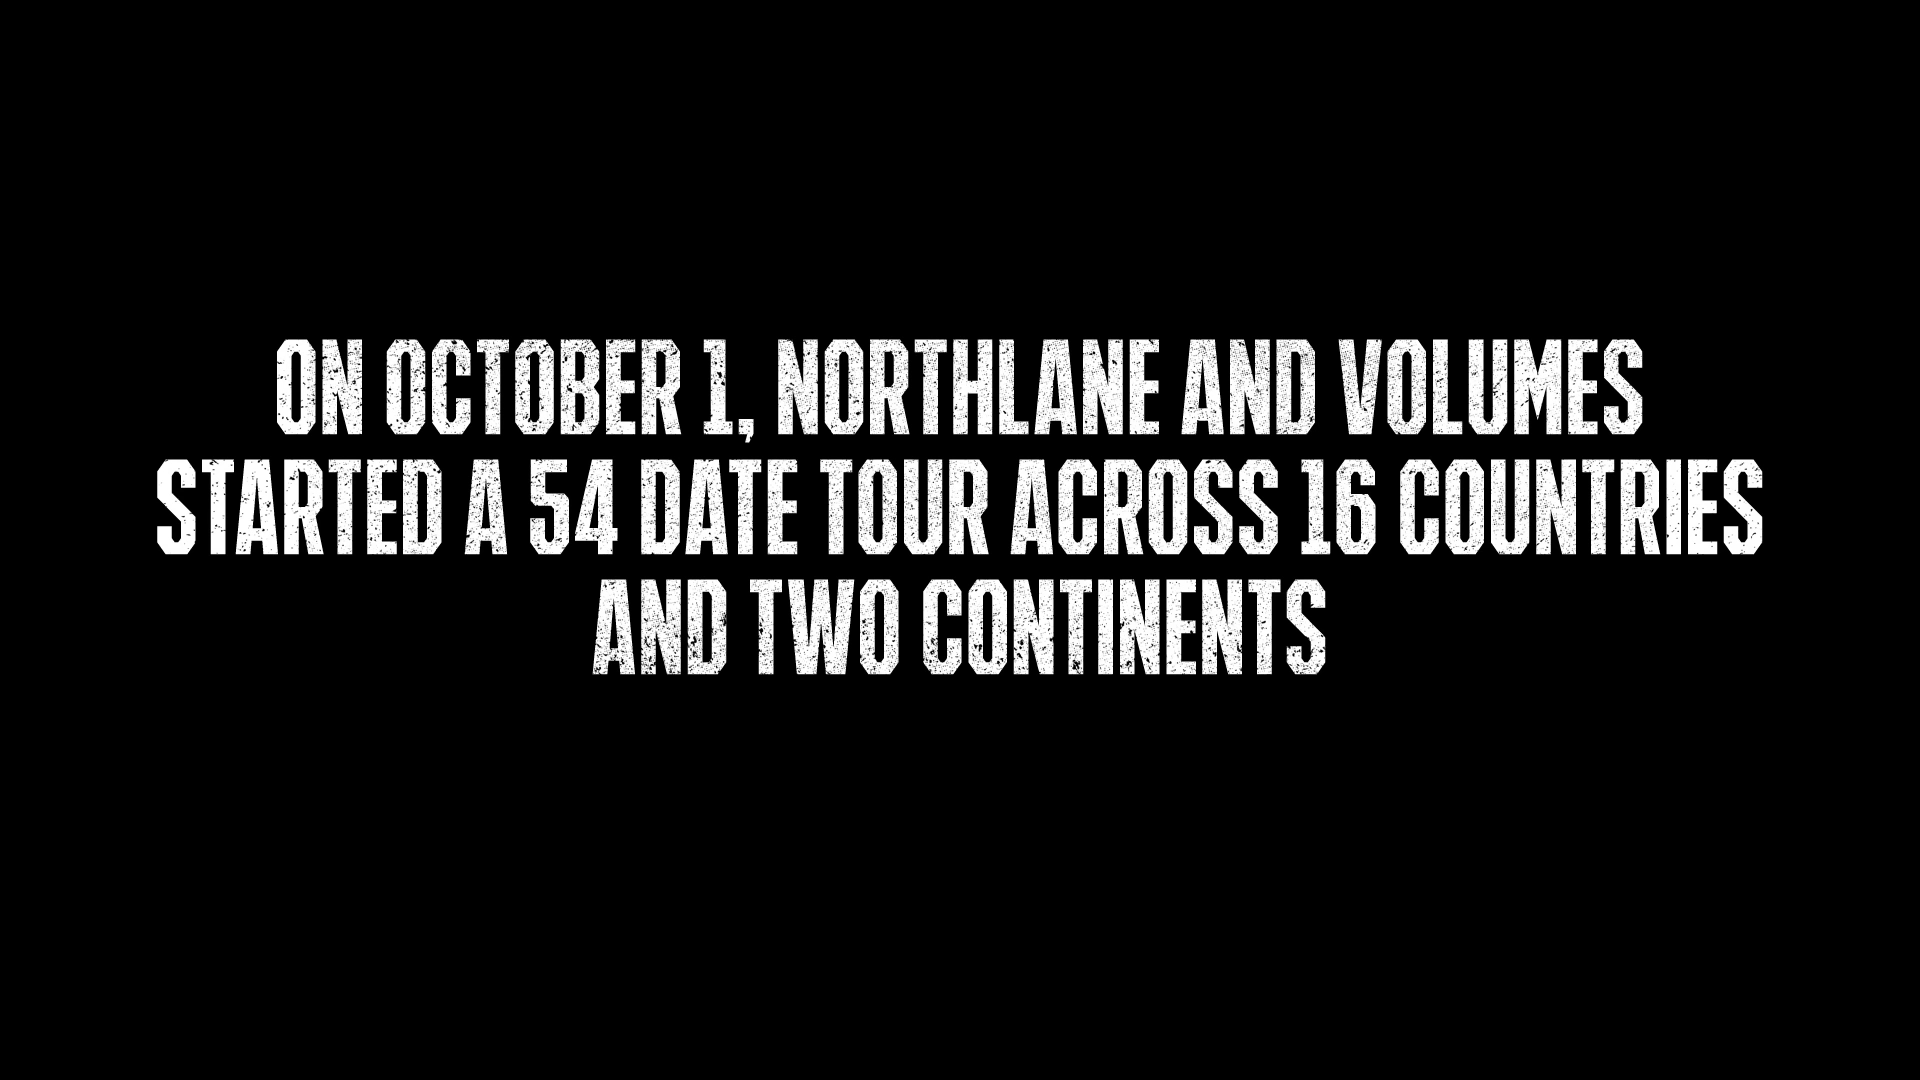 ON OCTOBER 1, NORTHLANE AND VOLUMES
STARTED A 54 DATE TOUR ACROSS 16 COUNTRIES
AND TWO CONTINENTS